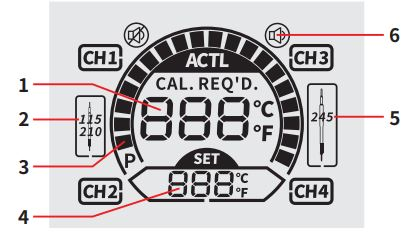 6
CH1
ACTL
CH3
CAL. REQ'D.
1
888
°C
°F
2
115
210
245
5
3
P
SET
CH2
888
°C
°F
CH4
4